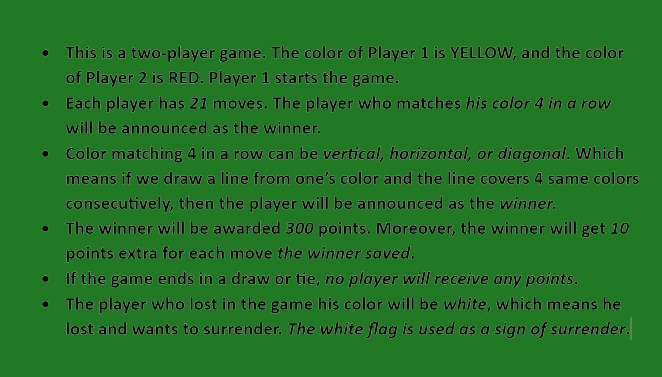 • This is a two-player game. The color of Player 1 is YELLOW, and the color
of Player 2 is RED. Player 1 starts the game.
• Each player has 21 moves. The player who matches his color 4 in a row
will be announced as the winner.
• Color matching 4 in a row can be vertical, horizontal, or diagonal. Which
means if we draw a line from one's color and the line covers 4 same colors
consecutively, then the player will be announced as the winner.
• The winner will be awarded 300 points. Moreover, the winner will get 10
points extra for each move the winner saved.
• If the game ends in a draw or tie, no player will receive any points.
• The player who lost in the game his color will be white, which means he
lost and wants to surrender. The white flag is used as a sign of surrender.